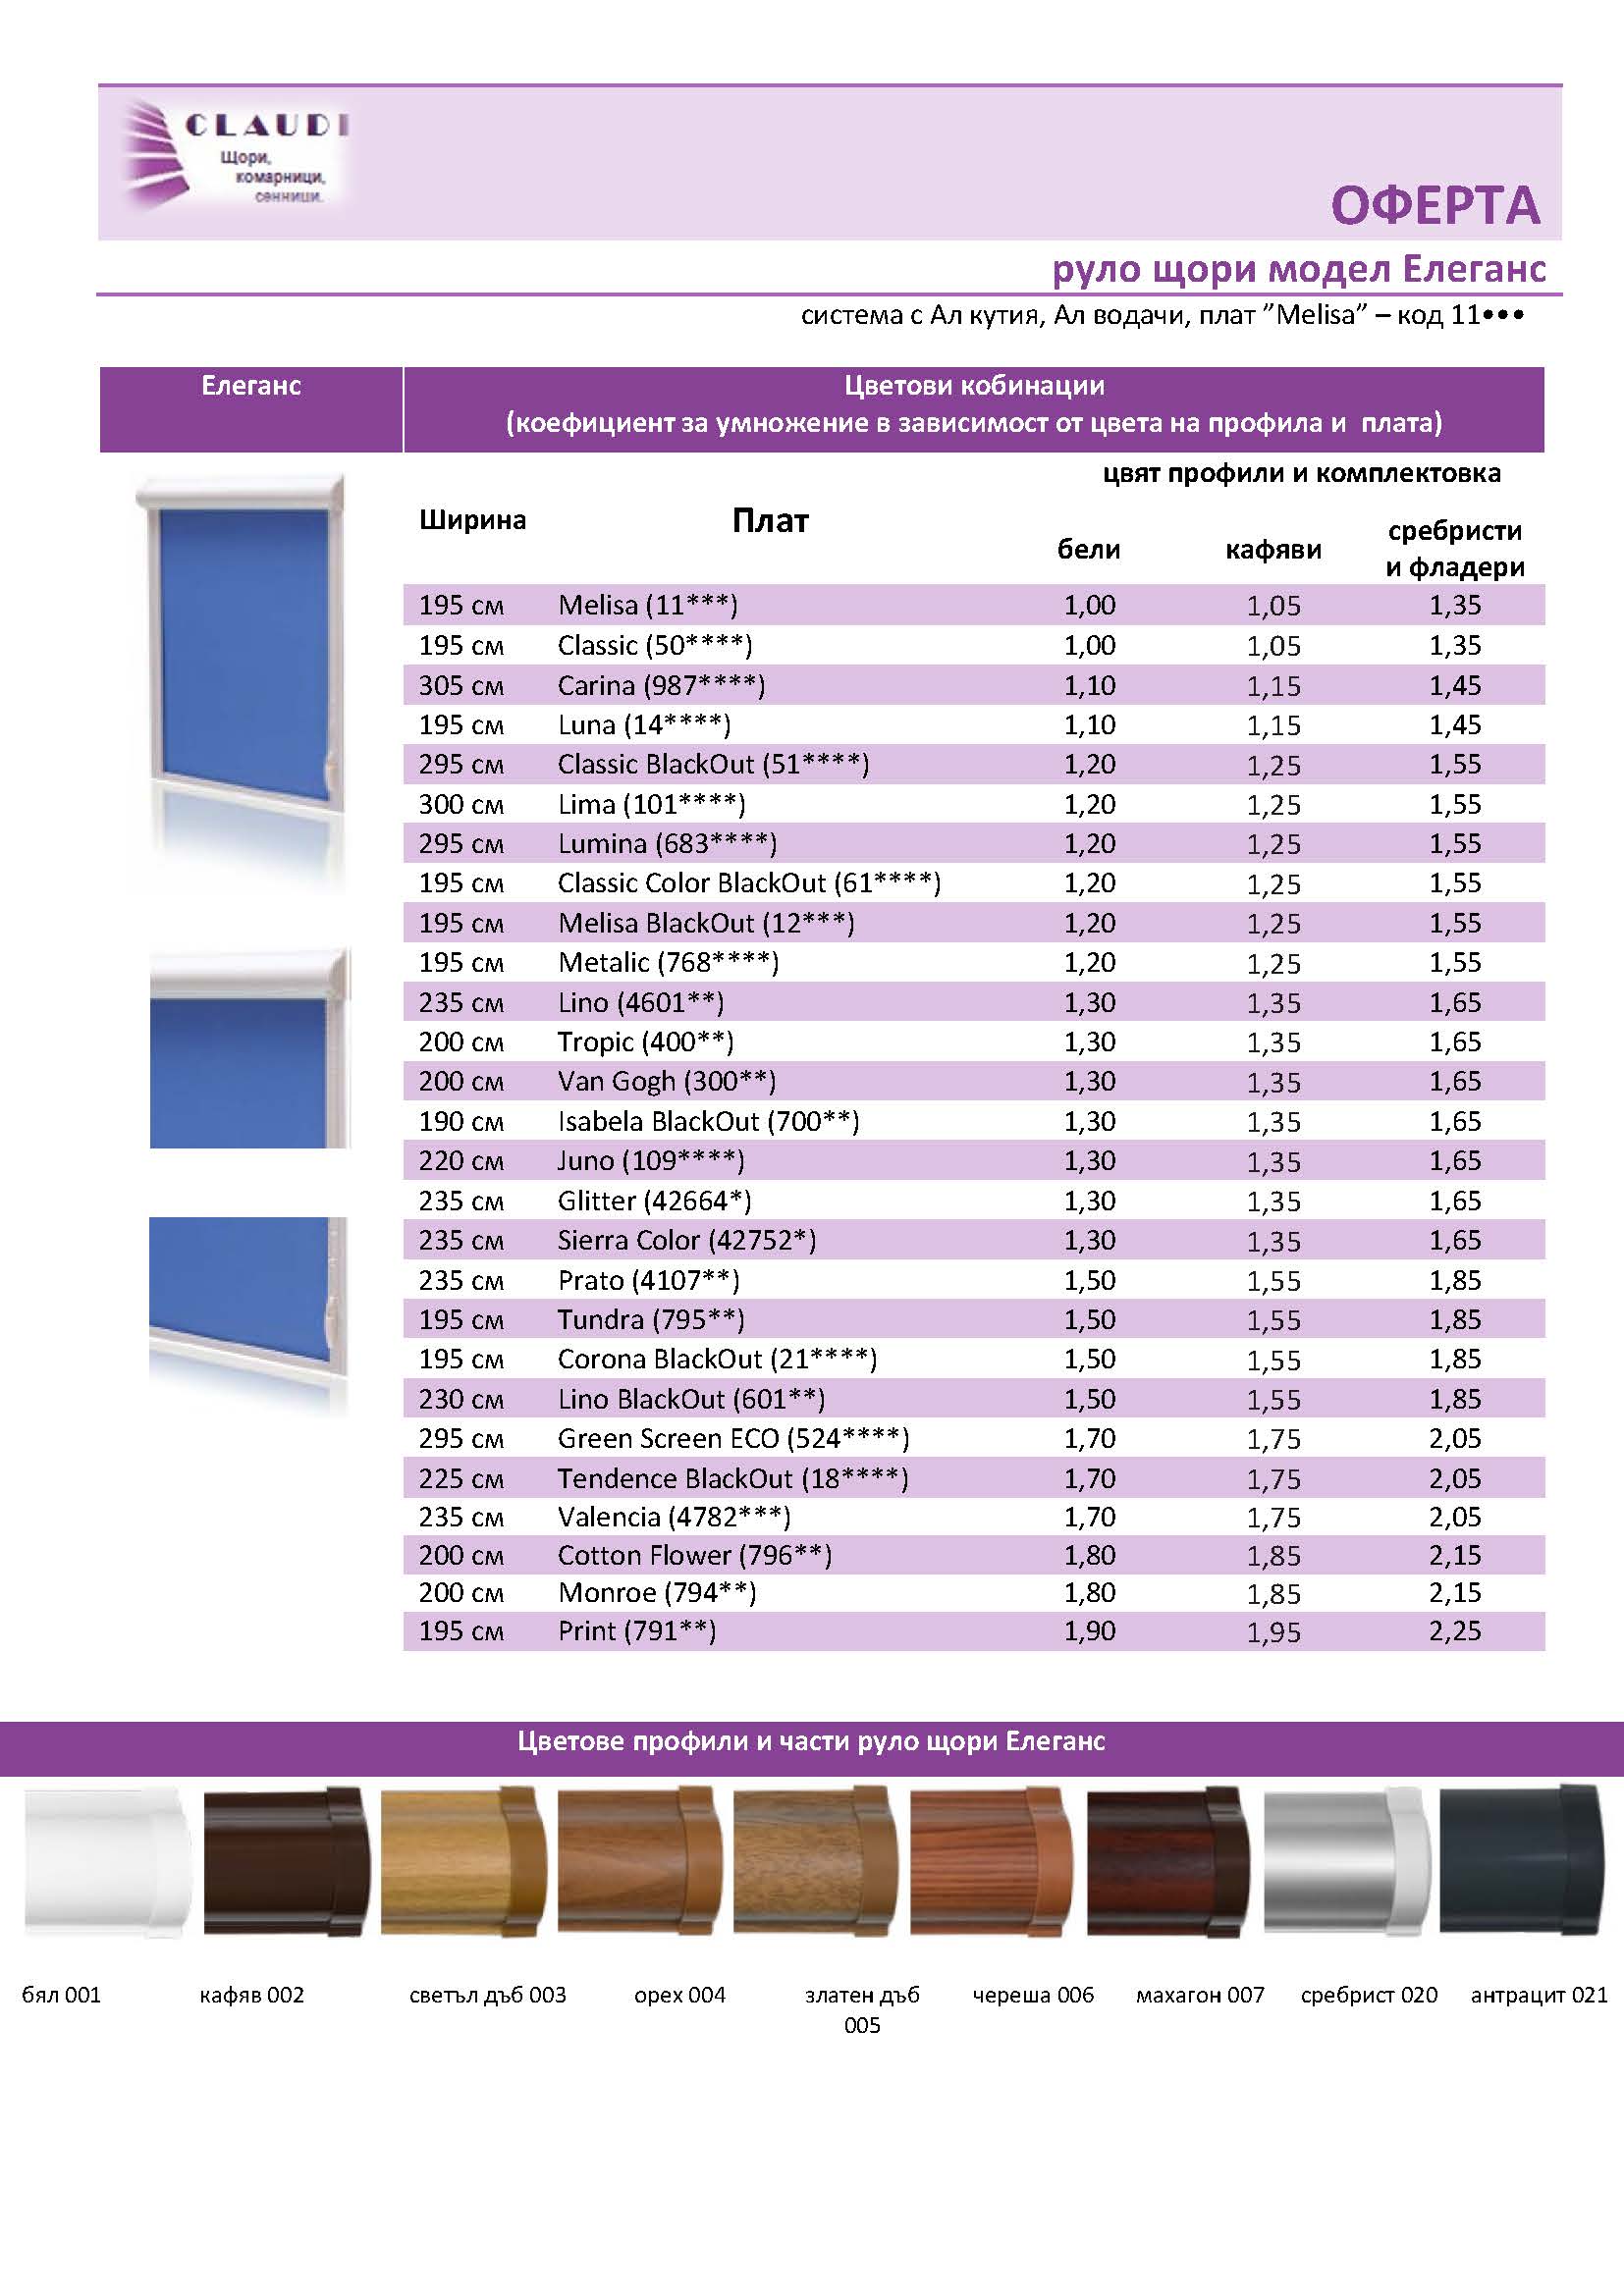 CLAUDI
Щори,
комарници,
сенници.
ОФЕРТА
руло щори модел Елеганс
система с Ал кутия, Ал водачи, плат ”Melisa” – код 11•••
Елеганс
Цветови кобинации
(коефициент за умножение в зависимост от цвета на профила и плата)
цвят профили и комплектовка
Ширина Плат бели кафяви сребристи
и фладери
195 см Melisa (11***) 1,00 1,05 1,35
195 см Classic (50****) 1,00 1,05 1,35
305 см Carina (987****) 1,10 1,15 1,45
195 см Luna (14****) 1,10 1,15 1,45
295 см Classic BlackOut (51****) 1,20 1,25 1,55
300 см Lima (101****) 1,20 1,25 1,55
295 см Lumina (683****) 1,20 1,25 1,55
195 см Classic Color BlackOut (61****) 1,20 1,25 1,55
195 см Melisa BlackOut (12***) 1,20 1,25 1,55
195 см Metalic (768****) 1,20 1,25 1,55
235 см Lino (4601**) 1,30 1,35 1,65
200 см Tropic (400**) 1,30 1,35 1,65
200 см Van Gogh (300**) 1,30 1,35 1,65
190 см Isabela BlackOut (700**) 1,30 1,35 1,65
220 см Juno (109****) 1,30 1,35 1,65
235 см Glitter (42664*) 1,30 1,35 1,65
235 см Sierra Color (42752*) 1,30 1,35 1,65
235 см Prato (4107**) 1,50 1,55 1,85
195 см Tundra (795**) 1,50 1,55 1,85
195 см Corona BlackOut (21****) 1,50 1,55 1,85
230 см Lino BlackOut (601**) 1,50 1,55 1,85
295 см Green Screen ECO (524****) 1,70 1,75 2,05
225 см Tendence BlackOut (18****) 1,70 1,75 2,05
235 см Valencia (4782***) 1,70 1,75 2,05
200 см Cotton Flower (796**) 1,80 1,85 2,15
200 см Monroe (794**) 1,80 1,85 2,15
195 см Print (791**) 1,90 1,95 2,25
Цветове профили и части руло щори Елеганс
бял 001 кафяв 002 светъл дъб 003 орех 004 златен дъб череша 006 махагон 007 сребрист 020 антрацит 021
005